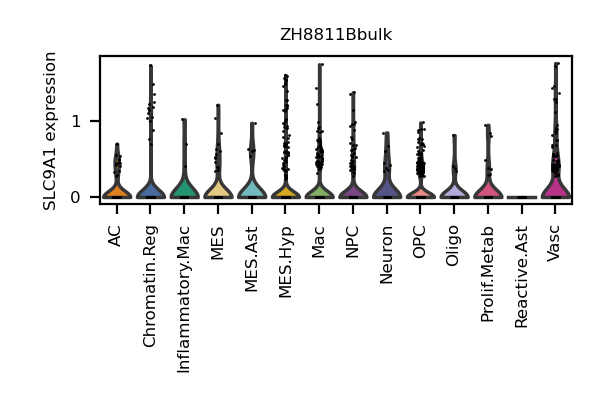 ZH8811Bbulk
SLC9A1 expression
1
0
AC
Chromatin.Reg
Inflammatory.Mac
MES
MES.Ast
MES.Hyp
Mac
NPC
Neuron
OPC
Oligo
Prolif.Metab
Reactive.Ast
Vasc